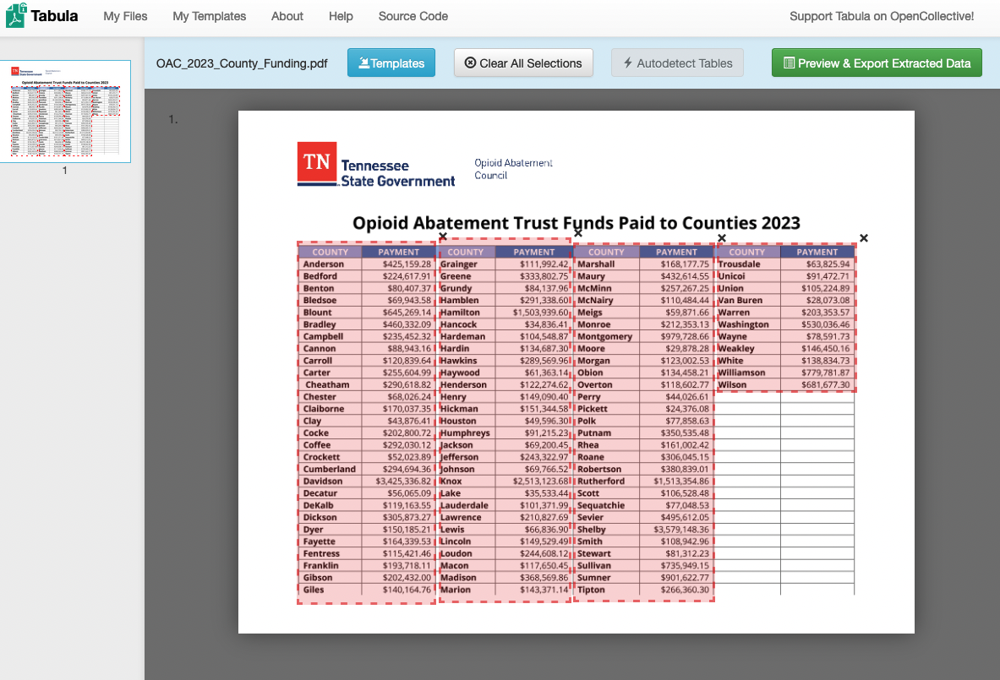 Tabula My Files My Templates About Help Source Code Support Tabula on OpenCollective!
OAC_2023_County_Funding.pdf Templates Clear All Selections Autodetect Tables Preview & Export Extracted Data
1
1.
TN Tennessee State Government
Opioid Abatement
Council
Opioid Abatement Trust Funds Paid to Counties 2023
COUNTY PAYMENT COUNTY PAYMENT COUNTY PAYMENT COUNTY PAYMENT
Anderson $425,159.28 Grainger $111,992.42 Marshall $168,177.75 Trousdale $63,825.94
Bedford $224,617.91 Greene $333,802.75 Maury $432,614.55 Unicoi $91,472.71
Benton $80,407.37 Grundy $84,137.96 McMinn $257,267.25 Union $105,224.89
Bledsoe $69,943.58 Hamblen $291,338.60 McNairy $110,484.44 Van Buren $28,073.08
Blount $645,269.14 Hamilton $1,503,939.60 Meigs $59,871.66 Warren $203,353.57
Bradley $460,332.09 Hancock $34,836.41 Monroe $212,353.13 Washington $530,036.46
Campbell $235,452.32 Hardeman $104,548.87 Montgomery $979,728.66 Wayne $78,591.73
Cannon $88,943.16 Hardin $134,687.30 Moore $29,878.28 Weakley $146,450.16
Carroll $120,839.64 Hawkins $289,569.96 Morgan $123,002.53 White $138,834.73
Carter $255,604.99 Haywood $61,363.14 Obion $134,458.21 Williamson $779,781.87
Cheatham $290,618.82 Henderson $122,274.62 Overton $118,602.77 Wilson $681,677.30
Chester $68,026.24 Henry $149,090.40 Perry $44,026.61
Claiborne $170,037.35 Hickman $151,344.58 Pickett $24,376.08
Clay $43,876.41 Houston $49,596.30 Polk $77,858.63
Cocke $202,800.72 Humphreys $91,215.23 Putnam $350,535.48
Coffee $292,030.12 Jackson $69,200.45 Rhea $161,002.42
Crockett $52,023.89 Jefferson $243,322.97 Roane $306,045.15
Cumberland $294,694.36 Johnson $69,766.52 Robertson $380,839.01
Davidson $3,425,336.82 Knox $2,513,123.68 Rutherford $1,513,354.86
Decatur $56,065.09 Lake $35,533.44 Scott $106,528.48
DeKalb $119,163.55 Lauderdale $101,371.99 Sequatchie $77,048.53
Dickson $305,873.27 Lawrence $210,827.69 Sevier $495,612.05
Dyer $150,185.21 Lewis $66,836.90 Shelby $3,579,148.36
Fayette $164,339.53 Lincoln $149,529.49 Smith $108,942.96
Fentress $115,421.46 Loudon $244,608.12 Stewart $81,312.23
Franklin $193,718.11 Macon $117,650.45 Sullivan $735,949.15
Gibson $202,432.00 Madison $368,569.86 Sumner $901,622.77
Giles $140,164.76 Marion $143,371.14 Tipton $266,360.30